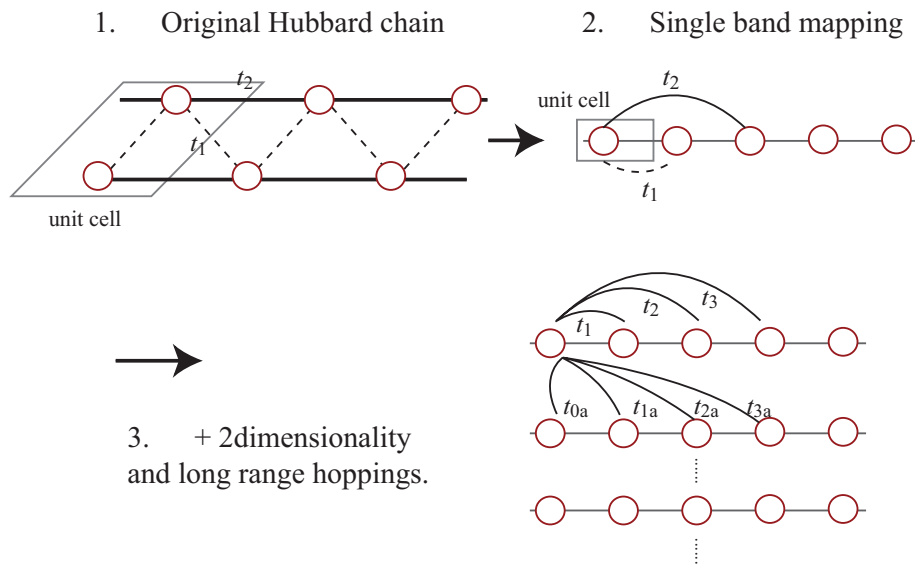 1. Original Hubbard chain
2. Single band mapping
t2
t1
unit cell
unit cell
t2
t1
3. + 2dimensionality
and long range hoppings.
t1
t2
t3
t0a
t1a
t2a
t3a